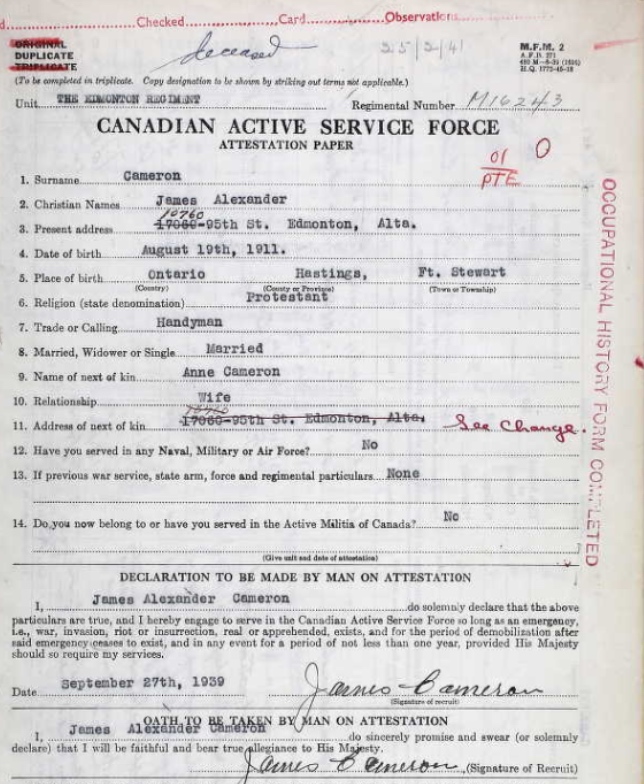 Checked Card Observations
ORIGINAL
DUPLICATE
TRIPLICATE
deceased
25/2/41
M.F.M. 2
(To be completed in triplicate. Copy designation to be shown by striking out terms not applicable.)
Unit THE EDMONTON REGIMENT Regimental Number M16243
CANADIAN ACTIVE SERVICE FORCE
ATTESTATION PAPER
01
PTE
O
1. Surname Cameron
2. Christian Names James Alexander
10760
3. Present address 17060-95th St. Edmonton, Alta.
4. Date of birth August 19th, 1911.
5. Place of birth Ontario Hastings, Ft. Stewart
(Country) (County or Province) (Town or Township)
6. Religion (state denomination) Protestant
7. Trade or Calling Handyman
8. Married, Widower or Single Married
9. Name of next of kin Anne Cameron
10. Relationship Wife
11. Address of next of kin 17060-95th St. Edmonton, Alta. See Change.
12. Have you served in any Naval, Military or Air Force? No
13. If previous war service, state arm, force and regimental particulars None
14. Do you now belong to or have you served in the Active Militia of Canada? No
(Give unit and date of attestation)
DECLARATION TO BE MADE BY MAN ON ATTESTATION
I, James Alexander Cameron do solemnly declare that the above
particulars are true, and I hereby engage to serve in the Canadian Active Service Force so long as an emergency,
i.e., war, invasion, riot or insurrection, real or apprehended, exists, and for the period of demobilization after
said emergency ceases to exist, and in any event for a period of not less than one year, provided His Majesty
should so require my services.
Date September 27th, 1939 James Cameron
(Signature of recruit)
OATH TO BE TAKEN BY MAN ON ATTESTATION
I, James Alexander Cameron do sincerely promise and swear (or solemnly
declare) that I will be faithful and bear true allegiance to His Majesty.
James Cameron (Signature of Recruit)
OCCUPATIONAL HISTORY FORM COMPLETED